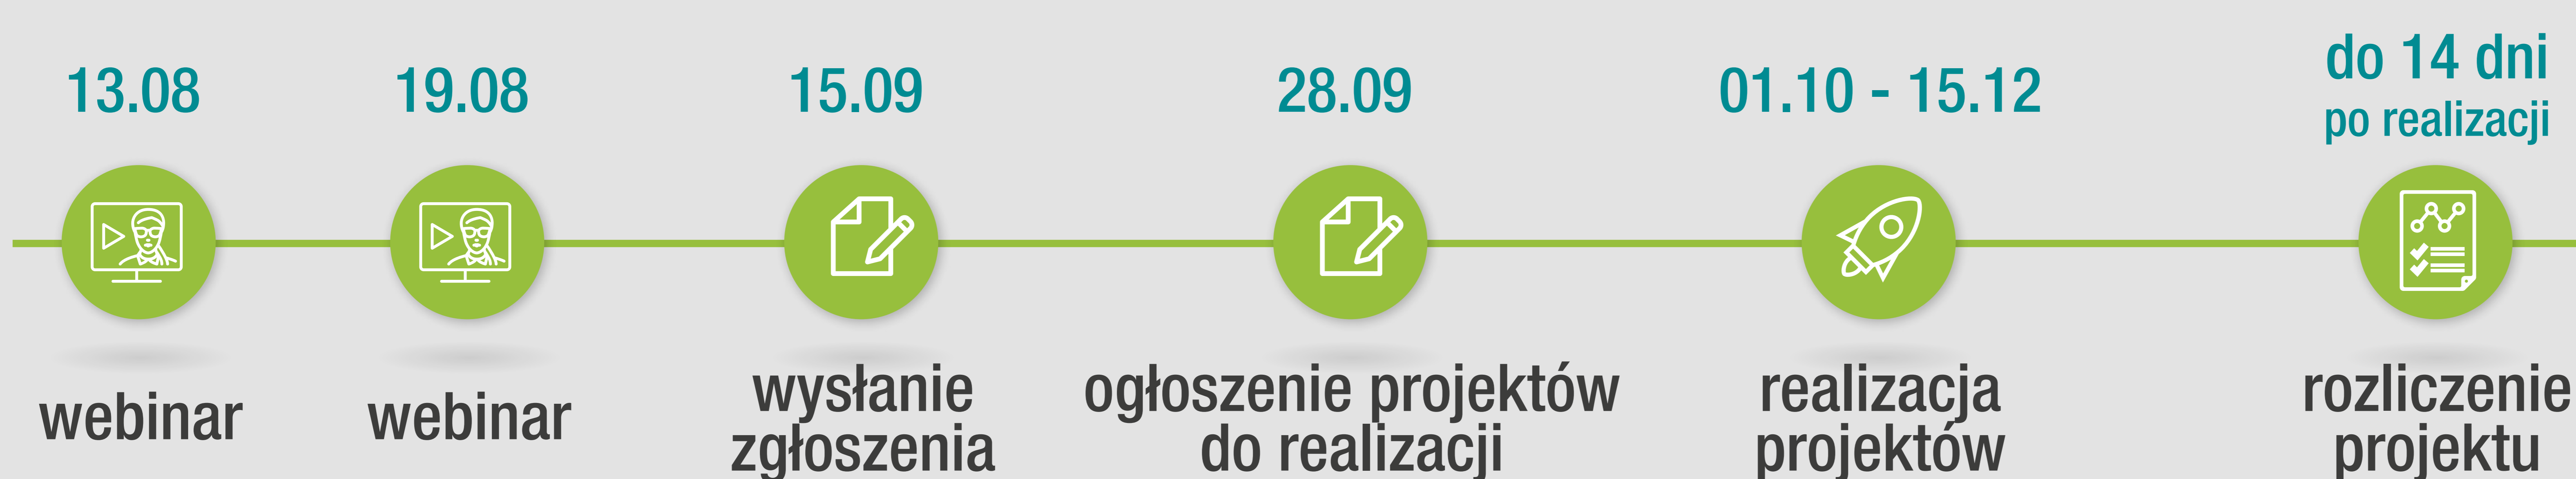 13.08
webinar
19.08
webinar
15.09
wysłanie
zgłoszenia
28.09
ogłoszenie projektów
do realizacji
01.10 - 15.12
realizacja
projektów
do 14 dni
po realizacji
rozliczenie
projektu